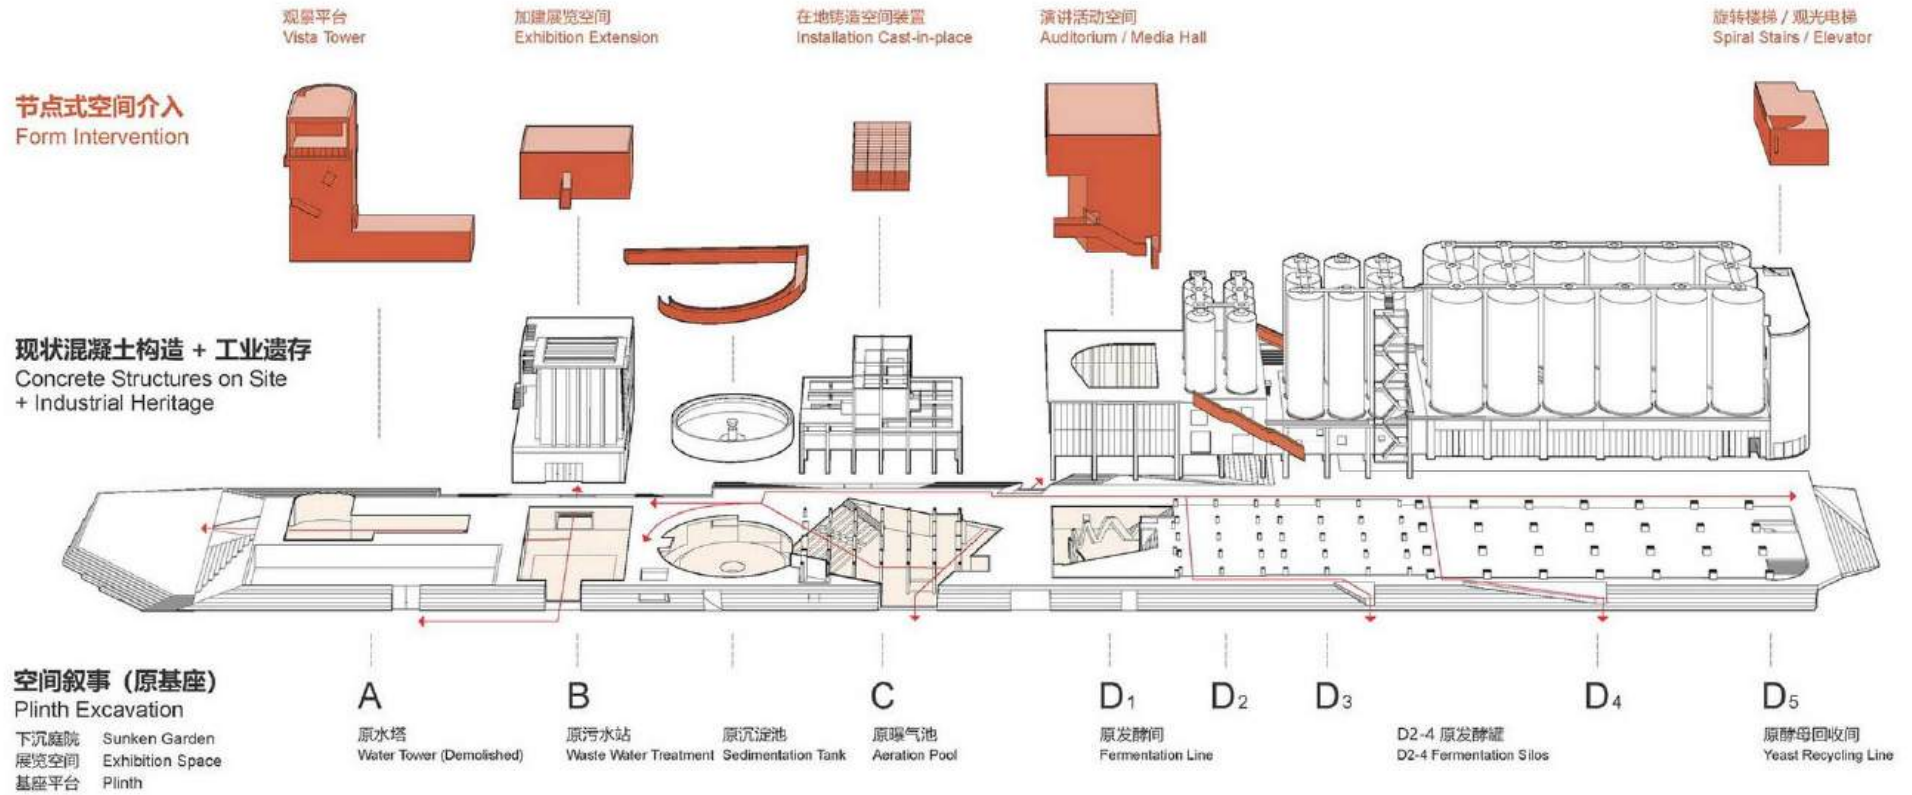 观景平台
Vista Tower
加建展览空间
Exhibition Extension
在地铸造空间装置
Installation Cast-in-place
演讲活动空间
Auditorium / Media Hall
旋转楼梯 / 观光电梯
Spiral Stairs / Elevator
节点式空间介入
Form Intervention
现状混凝土构造 + 工业遗存
Concrete Structures on Site
+ Industrial Heritage
空间叙事（原基座）
Plinth Excavation
下沉庭院 Sunken Garden
展览空间 Exhibition Space
基座平台 Plinth
A
原水塔
Water Tower (Demolished)
B
原污水站
Waste Water Treatment
原沉淀池
Sedimentation Tank
C
原曝气池
Aeration Pool
D1
原发酵间
Fermentation Line
D2
D3
D4
D2-4 原发酵罐
D2-4 Fermentation Silos
D5
原酵母回收间
Yeast Recycling Line